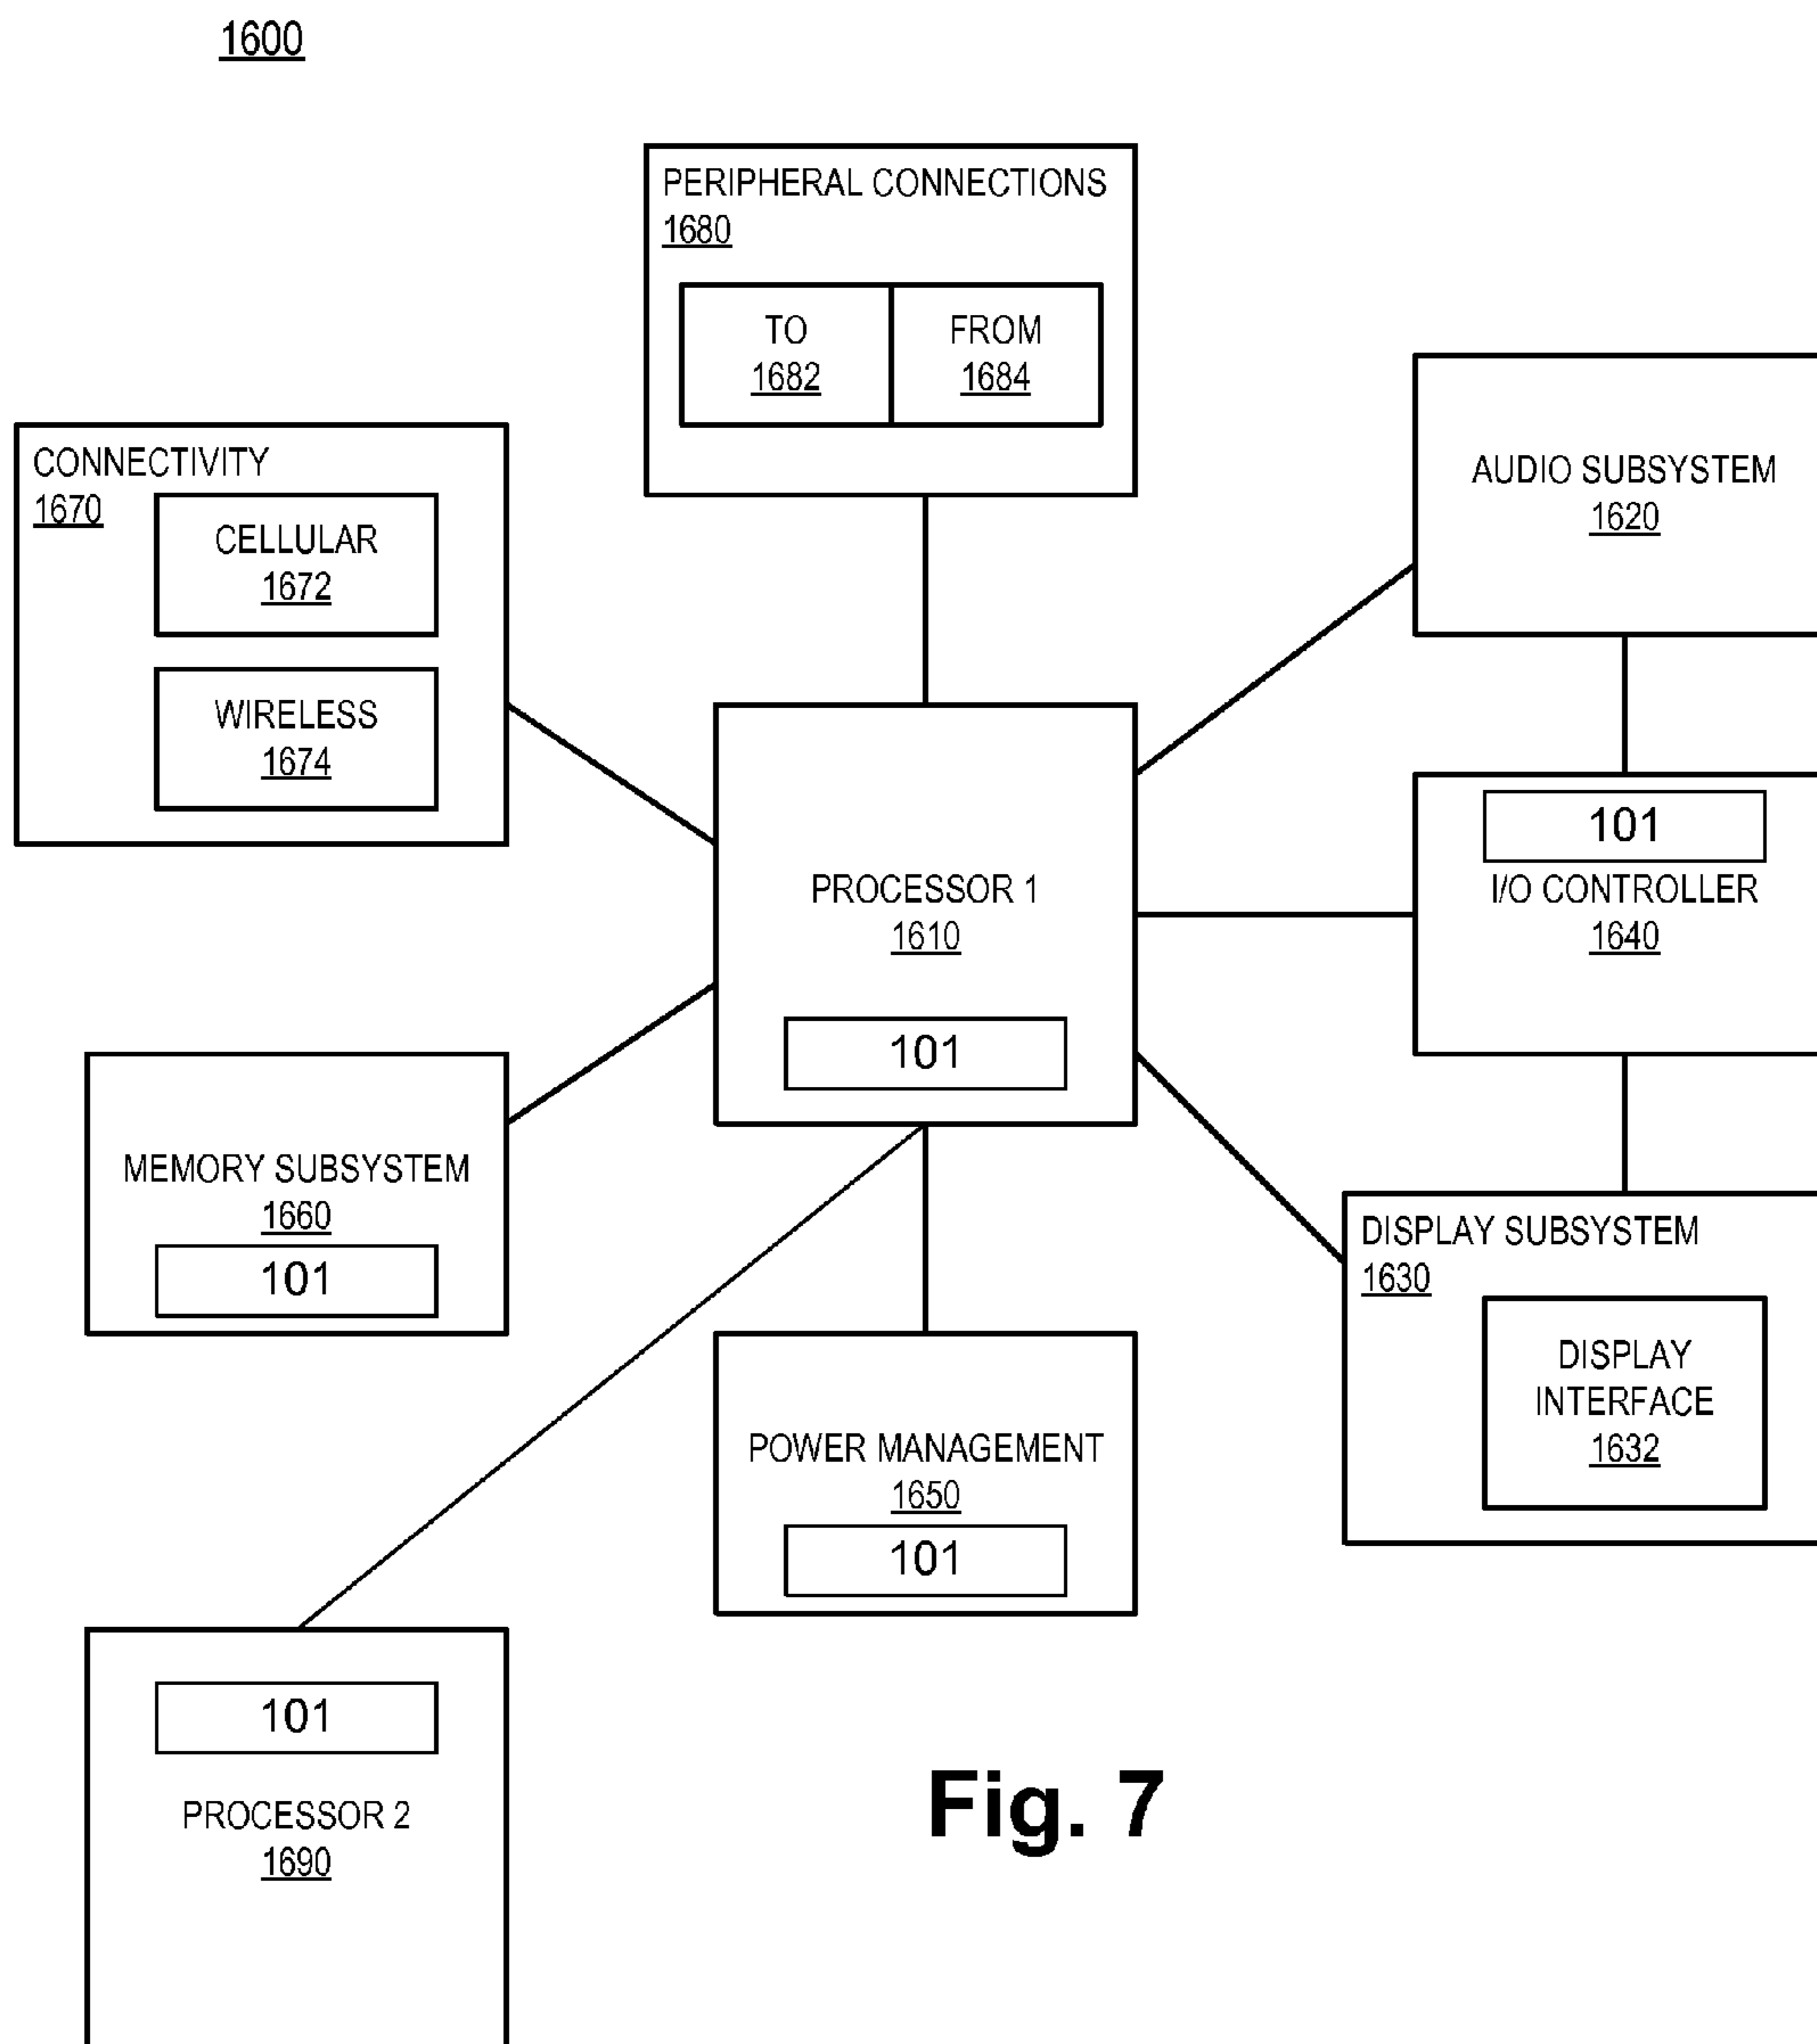 1600
PERIPHERAL CONNECTIONS
1680
TO
1682
FROM
1684
CONNECTIVITY
1670
CELLULAR
1672
WIRELESS
1674
AUDIO SUBSYSTEM
1620
PROCESSOR 1
1610
101
101
I/O CONTROLLER
1640
MEMORY SUBSYSTEM
1660
101
DISPLAY SUBSYSTEM
1630
DISPLAY
INTERFACE
1632
POWER MANAGEMENT
1650
101
101
PROCESSOR 2
1690
Fig. 7